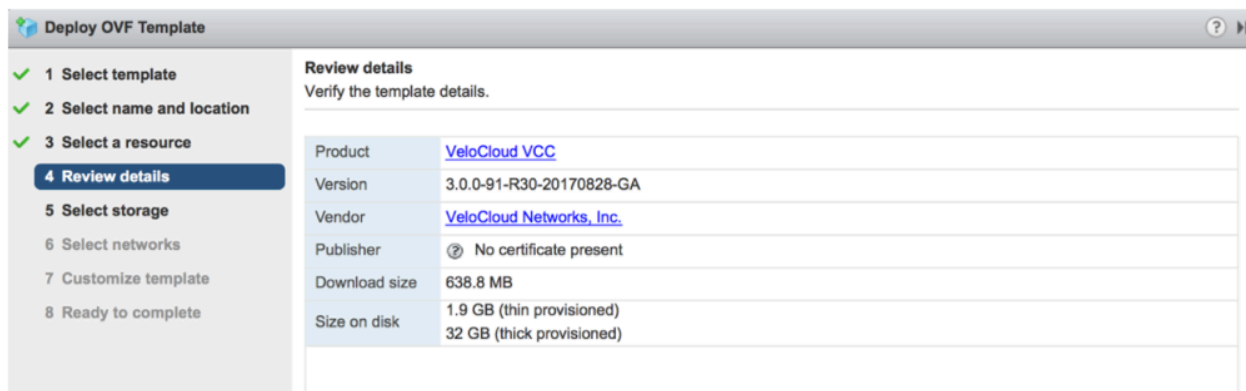 Deploy OVF Template
1 Select template
2 Select name and location
3 Select a resource
4 Review details
5 Select storage
6 Select networks
7 Customize template
8 Ready to complete
Review details
Verify the template details.
Product VeloCloud VCC
Version 3.0.0-91-R30-20170828-GA
Vendor VeloCloud Networks, Inc.
Publisher No certificate present
Download size 638.8 MB
Size on disk 1.9 GB (thin provisioned)
32 GB (thick provisioned)